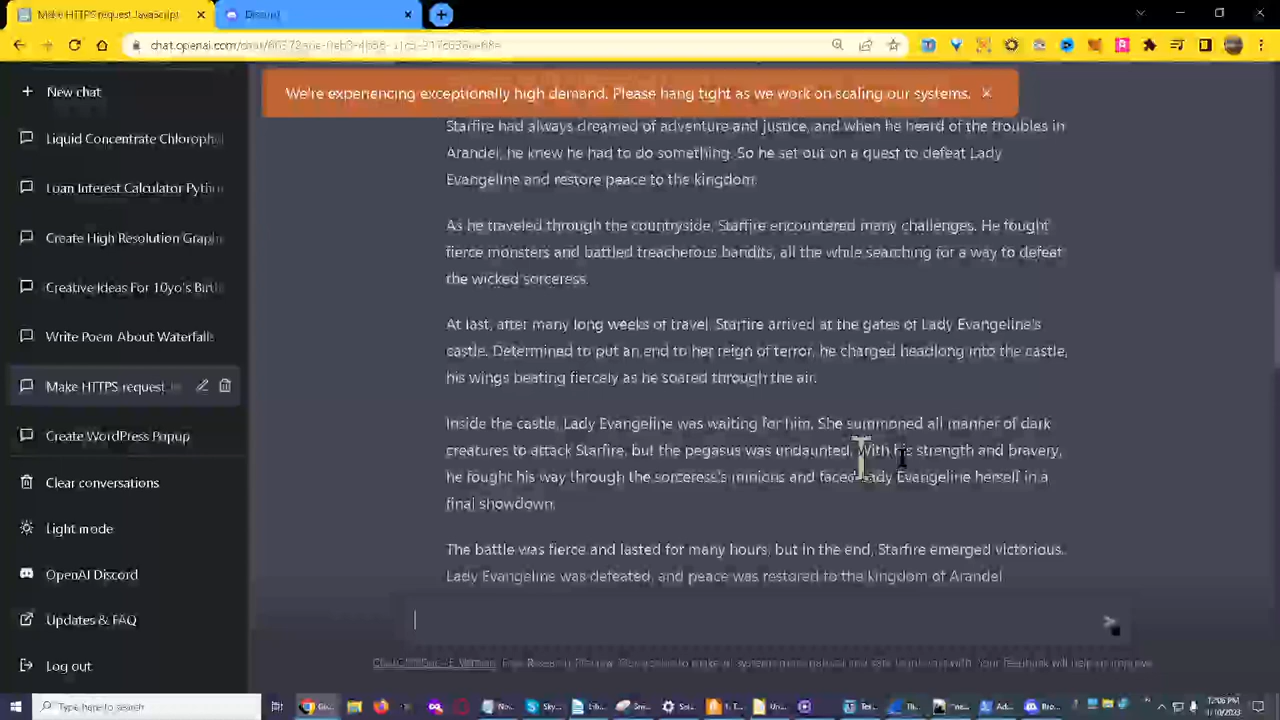 Make HTTPS request JavaScript
Discord
New chat
Liquid Concentrate Chlorophyl
Loan Interest Calculator Pytho
Create High Resolution Graphi
Creative Ideas For 10yo's Birt
Write Poem About Waterfalls
Make HTTPS request
Create WordPress Popup
Clear conversations
Light mode
OpenAI Discord
Updates & FAQ
Log out
We're experiencing exceptionally high demand. Please hang tight as we work on scaling our systems.
Starfire had always dreamed of adventure and justice, and when he heard of the troubles in
Arandel, he knew he had to do something. So he set out on a quest to defeat Lady
Evangeline and restore peace to the kingdom.
As he traveled through the countryside, Starfire encountered many challenges. He fought
fierce monsters and battled treacherous bandits, all the while searching for a way to defeat
the wicked sorceress.
At last, after many long weeks of travel, Starfire arrived at the gates of Lady Evangeline's
castle. Determined to put an end to her reign of terror, he charged headlong into the castle,
his wings beating fiercely as he soared through the air.
Inside the castle, Lady Evangeline was waiting for him. She summoned all manner of dark
creatures to attack Starfire, but the pegasus was undaunted. With his strength and bravery,
he fought his way through the sorceress's minions and faced Lady Evangeline herself in a
final showdown.
The battle was fierce and lasted for many hours, but in the end, Starfire emerged victorious.
Lady Evangeline was defeated, and peace was restored to the kingdom of Arandel
Type here to search
12:06 PM
1/10/2023